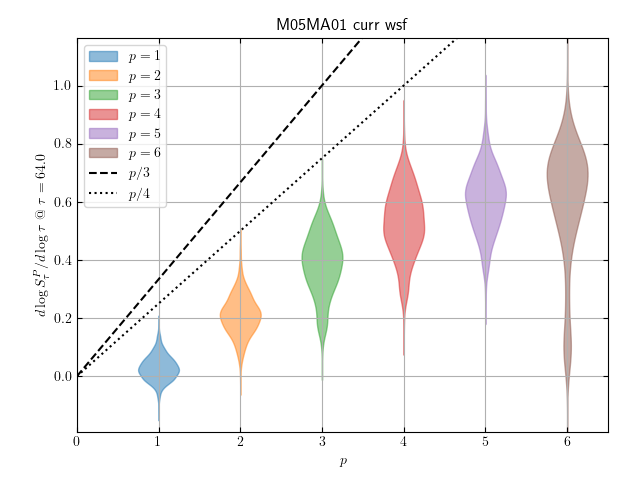 M05MA01 curr wsf
p = 1
p = 2
p = 3
p = 4
p = 5
p = 6
p/3
p/4
d log S_τ^P / d log τ @ τ = 64.0
1.0
0.8
0.6
0.4
0.2
0.0
0 1 2 3 4 5 6
p